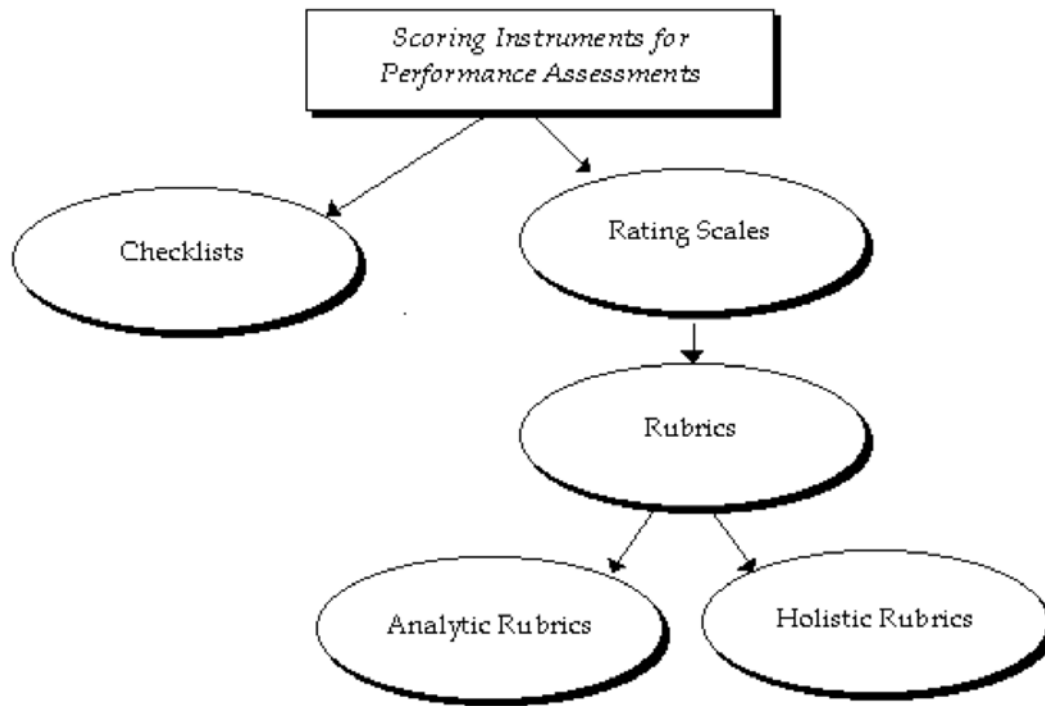 Scoring Instruments for
Performance Assessments
Checklists
Rating Scales
Rubrics
Analytic Rubrics
Holistic Rubrics